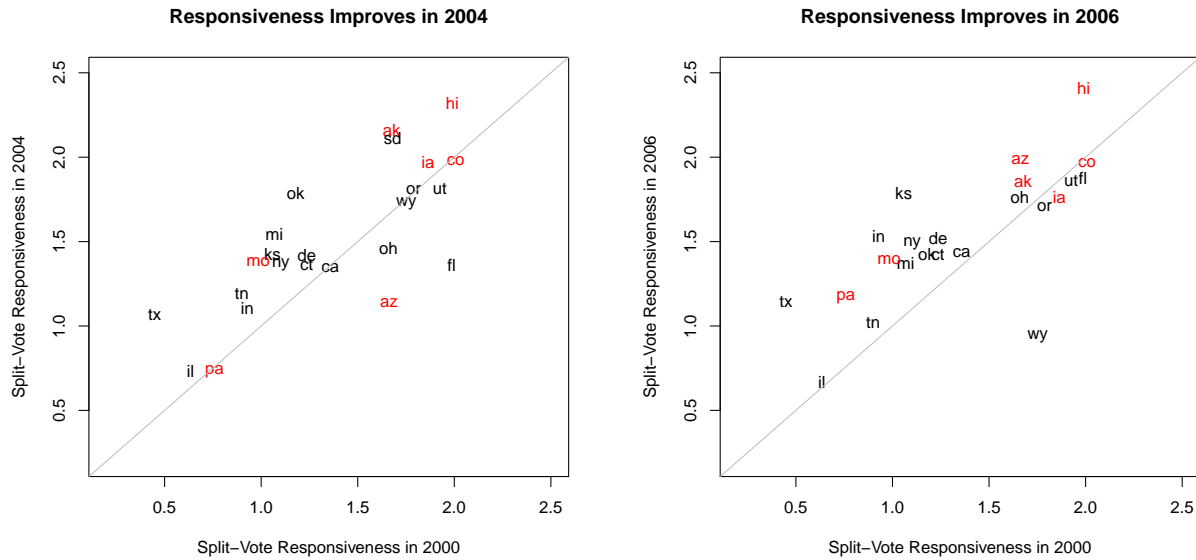 Responsiveness Improves in 2004
Split−Vote Responsiveness in 2004
2.5
2.0
1.5
1.0
0.5
hi
ak
sd
ia
co
ok
or
ut
wy
mi
oh
ks
de
mo
ny
ct
ca
fl
tn
az
in
tx
il
pa
0.5 1.0 1.5 2.0 2.5
Split−Vote Responsiveness in 2000
Responsiveness Improves in 2006
Split−Vote Responsiveness in 2006
2.5
2.0
1.5
1.0
0.5
hi
az
co
ak
ut
fl
ks
oh
ia
or
in
ny
de
ok
ct
ca
mo
mi
pa
tx
tn
wy
il
0.5 1.0 1.5 2.0 2.5
Split−Vote Responsiveness in 2000